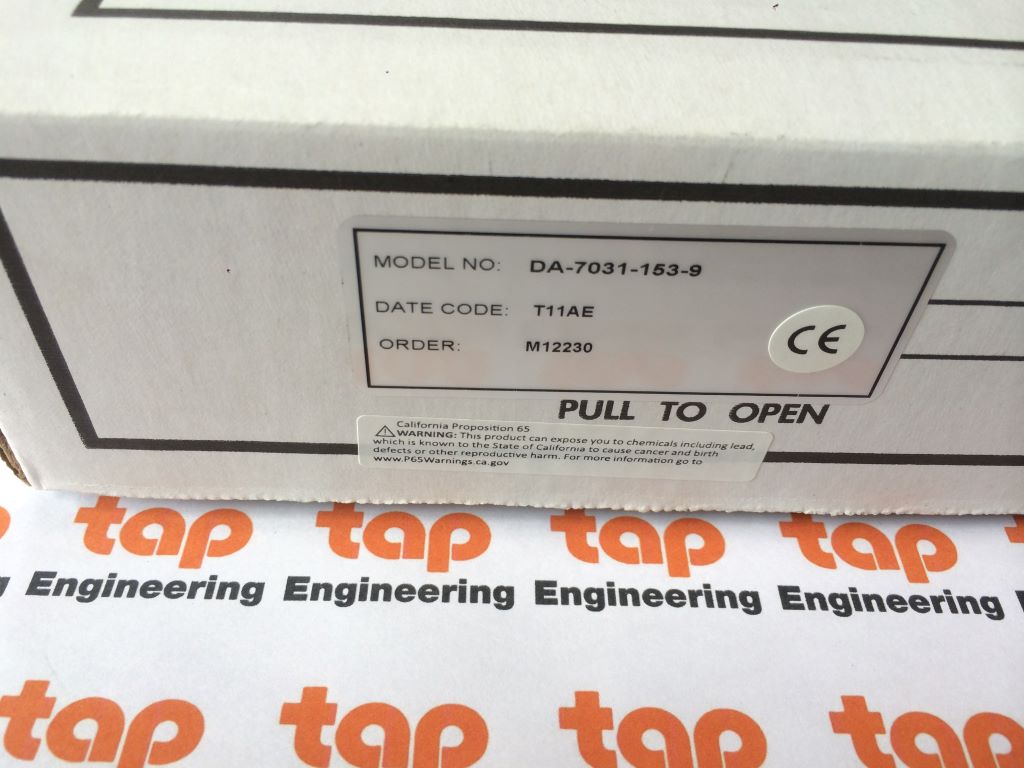 MODEL NO: DA-7031-153-9
DATE CODE: T11AE
ORDER: M12230
CE
PULL TO OPEN
California Proposition 65
⚠WARNING: This product can expose you to chemicals including lead,
which is known to the State of California to cause cancer and birth
defects or other reproductive harm. For more information go to
www.P65Warnings.ca.gov
tap tap tap tap
Engineering Engineering Engineering Engineering
tap tap tap tap